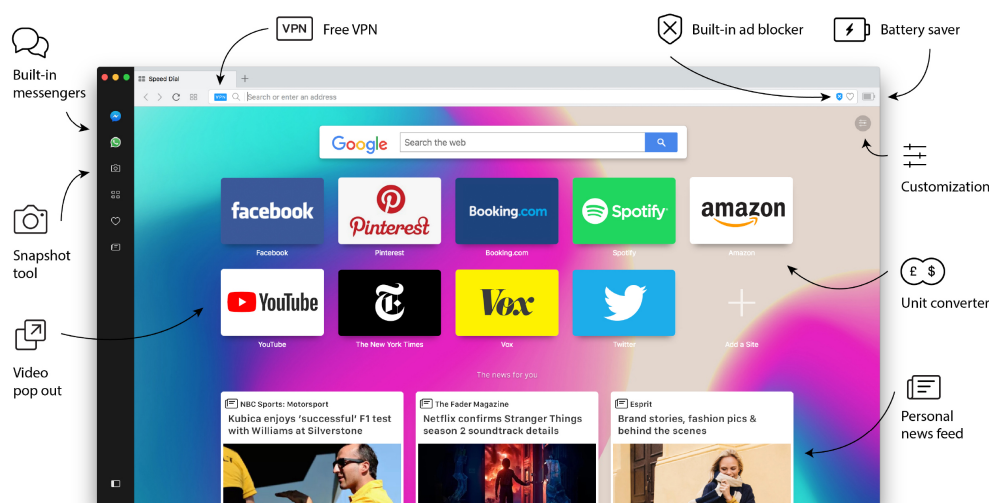 VPN
Free VPN
Built-in ad blocker
Battery saver
Built-in
messengers
Speed Dial
VPN
Search or enter an address
Google
Search the web
Customization
facebook
Pinterest
Booking.com
Spotify
amazon
Facebook
Pinterest
Booking.com
Spotify
Amazon
Snapshot
tool
£ $
Unit converter
YouTube
Vox
YouTube
The New York Times
Vox
Twitter
Add a Site
Video
pop out
The news for you
Personal
news feed
NBC Sports: Motorsport
Kubica enjoys 'successful' F1 test
with Williams at Silverstone
The Fader Magazine
Netflix confirms Stranger Things
season 2 soundtrack details
Esprit
Brand stories, fashion pics &
behind the scenes